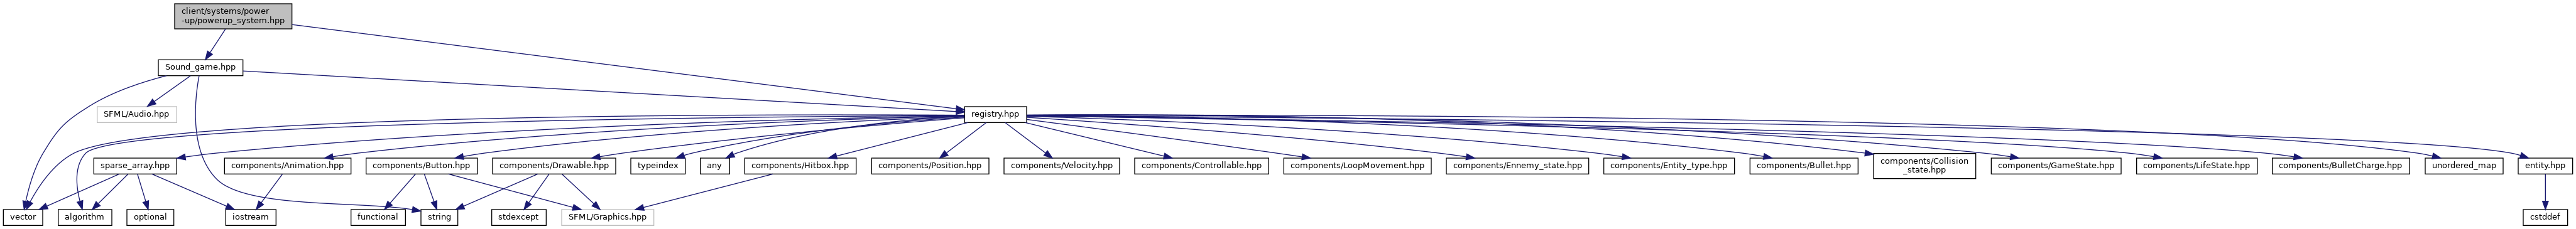 client/systems/power
-up/powerup_system.hpp
Sound_game.hpp
SFML/Audio.hpp
registry.hpp
sparse_array.hpp
components/Animation.hpp
components/Button.hpp
components/Drawable.hpp
typeindex
any
components/Hitbox.hpp
components/Position.hpp
components/Velocity.hpp
components/Controllable.hpp
components/LoopMovement.hpp
components/Ennemy_state.hpp
components/Entity_type.hpp
components/Bullet.hpp
components/Collision
_state.hpp
components/GameState.hpp
components/LifeState.hpp
components/BulletCharge.hpp
unordered_map
entity.hpp
vector
algorithm
optional
iostream
functional
string
stdexcept
SFML/Graphics.hpp
cstddef